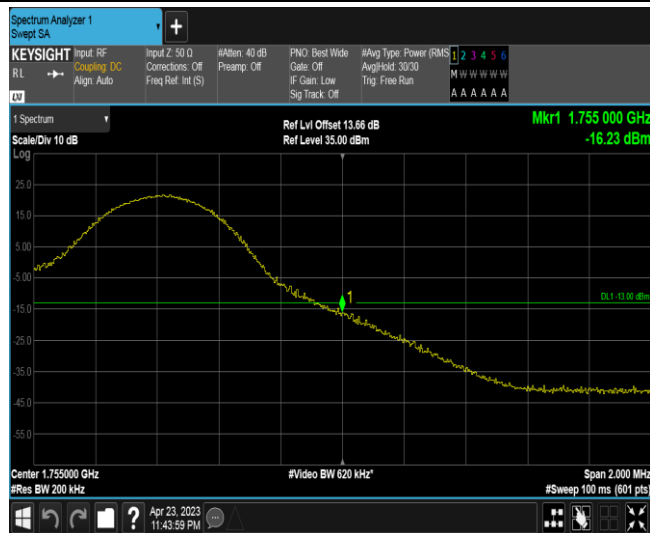 Spectrum Analyzer 1
Swept SA
+
KEYSIGHT
RL
LXI
Input: RF
Coupling: DC
Align: Auto
Input Z: 50 Ω
Corrections: Off
Freq Ref: Int (S)
#Atten: 40 dB
Preamp: Off
PNO: Best Wide
Gate: Off
IF Gain: Low
Sig Track: Off
#Avg Type: Power (RMS
Avg|Hold: 30/30
Trig: Free Run
1 2 3 4 5 6
M W W W W W
A A A A A A
1 Spectrum
Scale/Div 10 dB
Log
Ref Lvl Offset 13.66 dB
Ref Level 35.00 dBm
Mkr1 1.755 000 GHz
-16.23 dBm
25.0
15.0
5.00
-5.00
-15.0
-25.0
-35.0
-45.0
-55.0
1
DL1 -13.00 dBm
Center 1.755000 GHz
#Res BW 200 kHz
#Video BW 620 kHz*
Span 2.000 MHz
#Sweep 100 ms (601 pts)
?
Apr 23, 2023
11:43:59 PM